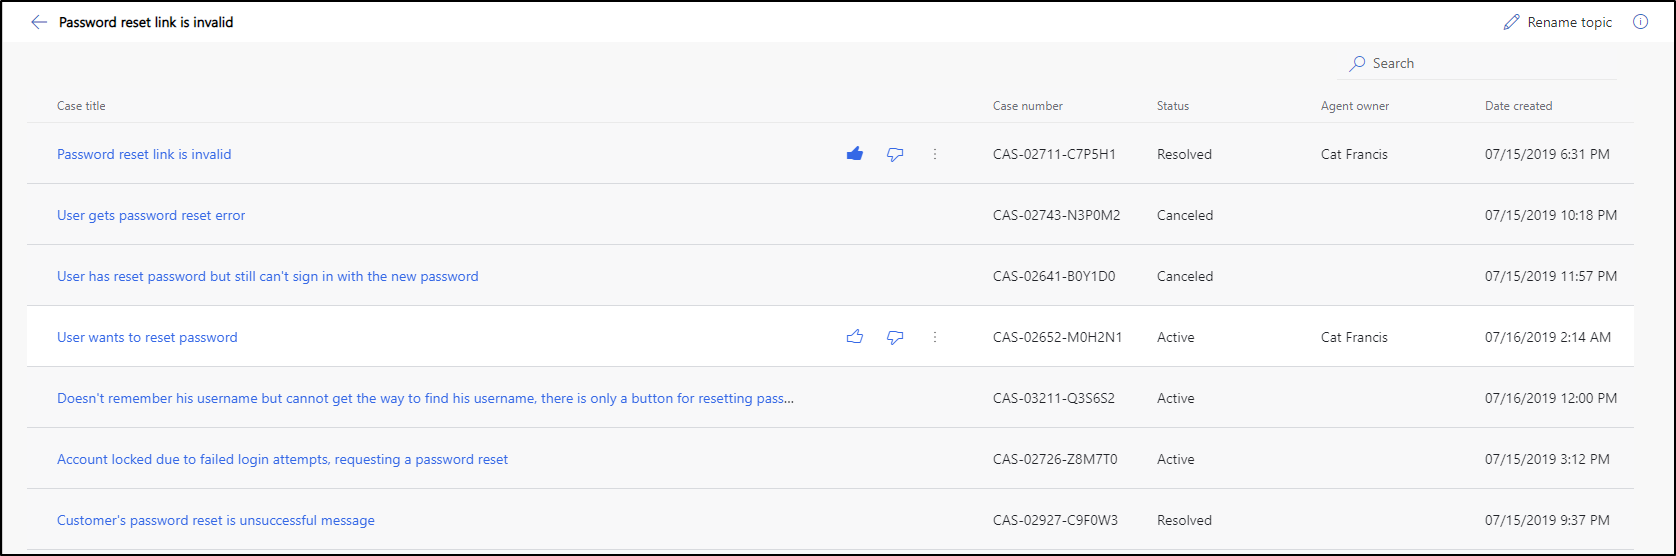 Password reset link is invalid
Rename topic
Search
Case title Case number Status Agent owner Date created
Password reset link is invalid CAS-02711-C7P5H1 Resolved Cat Francis 07/15/2019 6:31 PM
User gets password reset error CAS-02743-N3P0M2 Canceled 07/15/2019 10:18 PM
User has reset password but still can't sign in with the new password CAS-02641-B0Y1D0 Canceled 07/15/2019 11:57 PM
User wants to reset password CAS-02652-M0H2N1 Active Cat Francis 07/16/2019 2:14 AM
Doesn't remember his username but cannot get the way to find his username, there is only a button for resetting pass... CAS-03211-Q3S6S2 Active 07/16/2019 12:00 PM
Account locked due to failed login attempts, requesting a password reset CAS-02726-Z8M7T0 Active 07/15/2019 3:12 PM
Customer's password reset is unsuccessful message CAS-02927-C9F0W3 Resolved 07/15/2019 9:37 PM